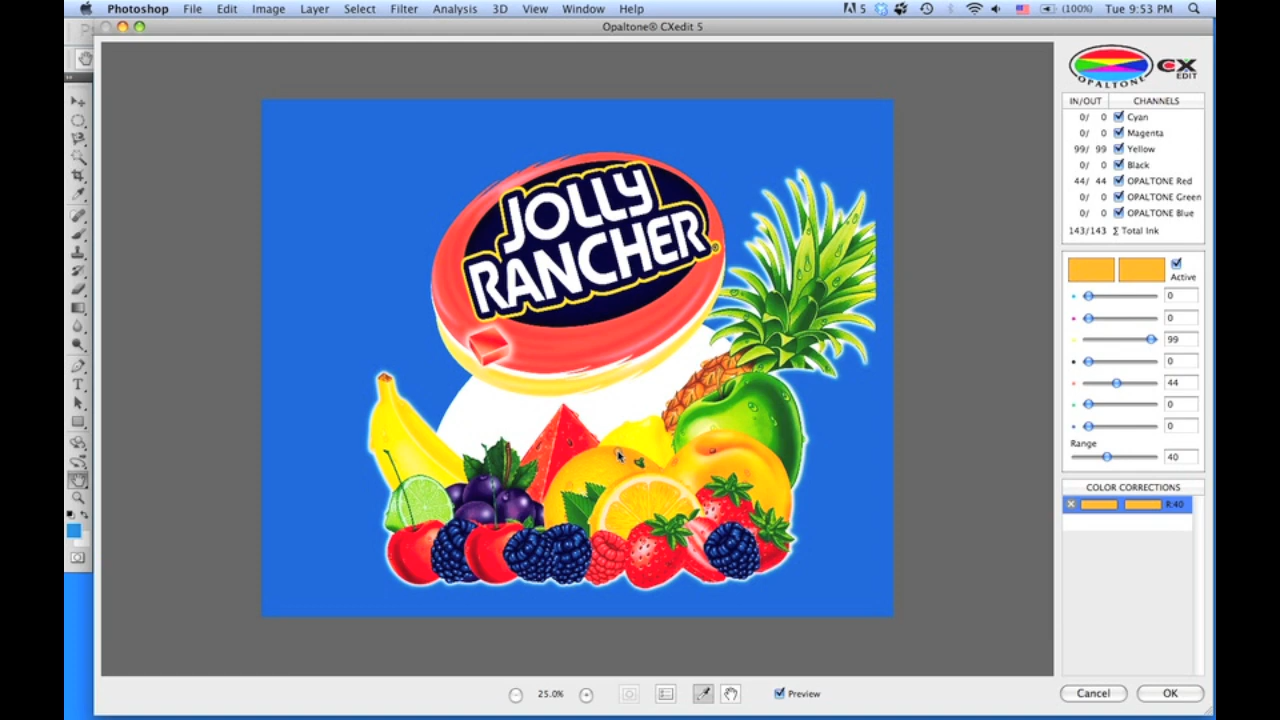 Photoshop File Edit Image Layer Select Filter Analysis 3D View Window Help 5 (100%) Tue 9:53 PM
Opaltone® CXedit 5
OPALTONE CX EDIT
IN/OUT CHANNELS
0/ 0 Cyan
0/ 0 Magenta
99/ 99 Yellow
0/ 0 Black
44/ 44 OPALTONE Red
0/ 0 OPALTONE Green
0/ 0 OPALTONE Blue
143/143 Σ Total Ink
Active
0
0
99
0
44
0
0
Range
40
COLOR CORRECTIONS
R:40
JOLLY
RANCHER®
25.0% Preview Cancel OK